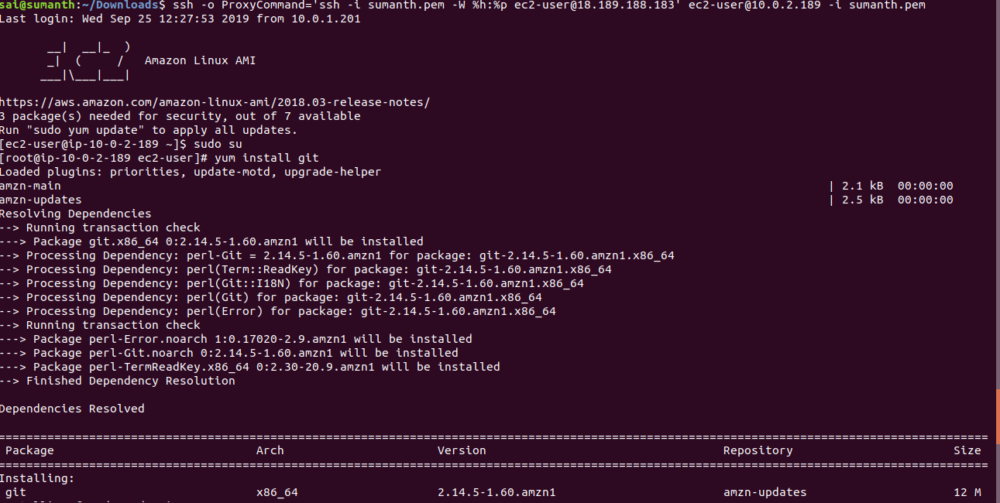 sai@sumanth:~/Downloads$ ssh -o ProxyCommand='ssh -i sumanth.pem -W %h:%p ec2-user@18.189.188.183' ec2-user@10.0.2.189 -i sumanth.pem
Last login: Wed Sep 25 12:27:53 2019 from 10.0.1.201
__|  __|_  )
_|  (     /   Amazon Linux AMI
___|\___|___|
https://aws.amazon.com/amazon-linux-ami/2018.03-release-notes/
3 package(s) needed for security, out of 7 available
Run "sudo yum update" to apply all updates.
[ec2-user@ip-10-0-2-189 ~]$ sudo su
[root@ip-10-0-2-189 ec2-user]# yum install git
Loaded plugins: priorities, update-motd, upgrade-helper
amzn-main | 2.1 kB 00:00:00
amzn-updates | 2.5 kB 00:00:00
Resolving Dependencies
--> Running transaction check
---> Package git.x86_64 0:2.14.5-1.60.amzn1 will be installed
--> Processing Dependency: perl-Git = 2.14.5-1.60.amzn1 for package: git-2.14.5-1.60.amzn1.x86_64
--> Processing Dependency: perl(Term::ReadKey) for package: git-2.14.5-1.60.amzn1.x86_64
--> Processing Dependency: perl(Git::I18N) for package: git-2.14.5-1.60.amzn1.x86_64
--> Processing Dependency: perl(Git) for package: git-2.14.5-1.60.amzn1.x86_64
--> Processing Dependency: perl(Error) for package: git-2.14.5-1.60.amzn1.x86_64
--> Running transaction check
---> Package perl-Error.noarch 1:0.17020-2.9.amzn1 will be installed
---> Package perl-Git.noarch 0:2.14.5-1.60.amzn1 will be installed
---> Package perl-TermReadKey.x86_64 0:2.30-20.9.amzn1 will be installed
--> Finished Dependency Resolution
Dependencies Resolved
Package Arch Version Repository Size
Installing:
git x86_64 2.14.5-1.60.amzn1 amzn-updates 12 M